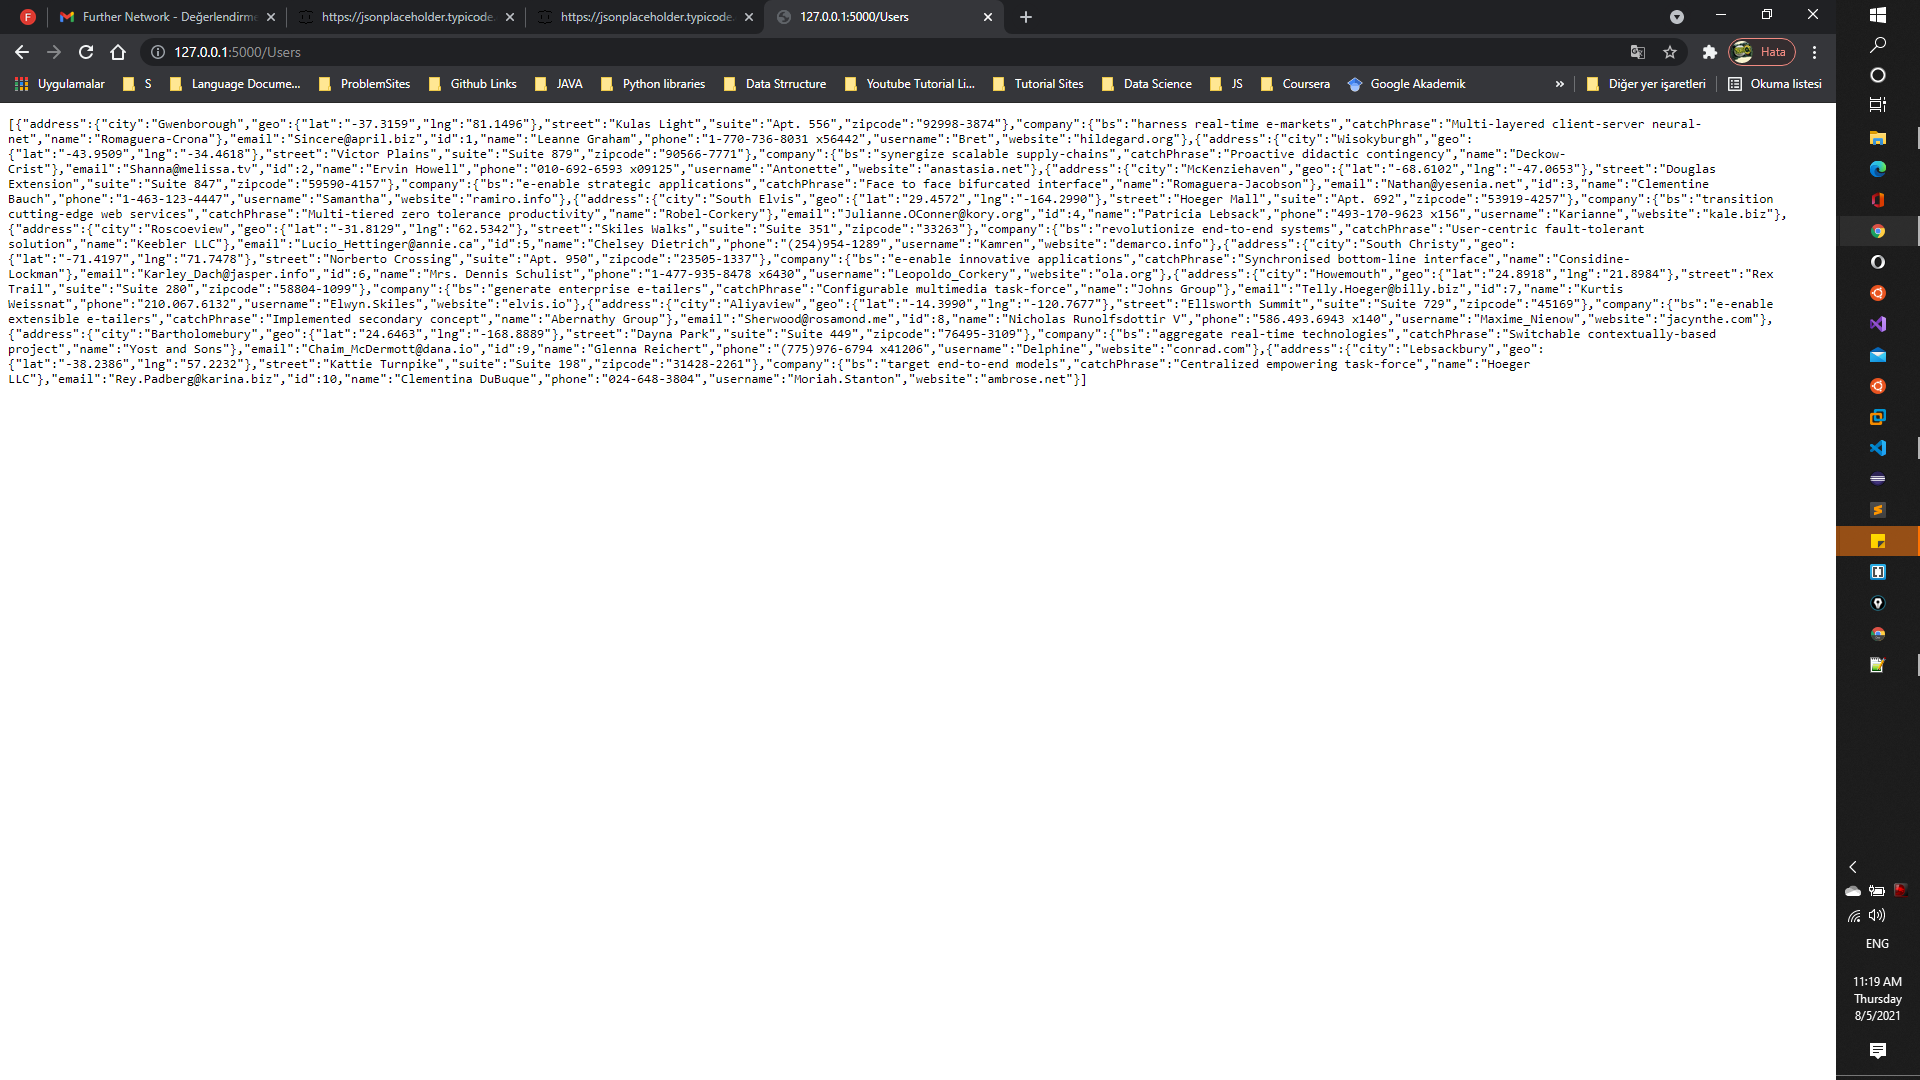 F
Further Network - Değerlendirme
https://jsonplaceholder.typicode.
https://jsonplaceholder.typicode.
127.0.0.1:5000/Users
127.0.0.1:5000/Users
Hata
Uygulamalar
S
Language Docume...
ProblemSites
Github Links
JAVA
Python libraries
Data Strructure
Youtube Tutorial Li...
Tutorial Sites
Data Science
JS
Coursera
Google Akademik
»
Diğer yer işaretleri
Okuma listesi
[{"address":{"city":"Gwenborough","geo":{"lat":"-37.3159","lng":"81.1496"},"street":"Kulas Light","suite":"Apt. 556","zipcode":"92998-3874"},"company":{"bs":"harness real-time e-markets","catchPhrase":"Multi-layered client-server neural-
net","name":"Romaguera-Crona"},"email":"Sincere@april.biz","id":1,"name":"Leanne Graham","phone":"1-770-736-8031 x56442","username":"Bret","website":"hildegard.org"},{"address":{"city":"Wisokyburgh","geo":
{"lat":"-43.9509","lng":"-34.4618"},"street":"Victor Plains","suite":"Suite 879","zipcode":"90566-7771"},"company":{"bs":"synergize scalable supply-chains","catchPhrase":"Proactive didactic contingency","name":"Deckow-
Crist"},"email":"Shanna@melissa.tv","id":2,"name":"Ervin Howell","phone":"010-692-6593 x09125","username":"Antonette","website":"anastasia.net"},{"address":{"city":"McKenziehaven","geo":{"lat":"-68.6102","lng":"-47.0653"},"street":"Douglas
Extension","suite":"Suite 847","zipcode":"59590-4157"},"company":{"bs":"e-enable strategic applications","catchPhrase":"Face to face bifurcated interface","name":"Romaguera-Jacobson"},"email":"Nathan@yesenia.net","id":3,"name":"Clementine
Bauch","phone":"1-463-123-4447","username":"Samantha","website":"ramiro.info"},{"address":{"city":"South Elvis","geo":{"lat":"29.4572","lng":"-164.2990"},"street":"Hoeger Mall","suite":"Apt. 692","zipcode":"53919-4257"},"company":{"bs":"transition
cutting-edge web services","catchPhrase":"Multi-tiered zero tolerance productivity","name":"Robel-Corkery"},"email":"Julianne.OConner@kory.org","id":4,"name":"Patricia Lebsack","phone":"493-170-9623 x156","username":"Karianne","website":"kale.biz"},
{"address":{"city":"Roscoeview","geo":{"lat":"-31.8129","lng":"62.5342"},"street":"Skiles Walks","suite":"Suite 351","zipcode":"33263"},"company":{"bs":"revolutionize end-to-end systems","catchPhrase":"User-centric fault-tolerant
solution","name":"Keebler LLC"},"email":"Lucio_Hettinger@annie.ca","id":5,"name":"Chelsey Dietrich","phone":"(254)954-1289","username":"Kamren","website":"demarco.info"},{"address":{"city":"South Christy","geo":
{"lat":"-71.4197","lng":"71.7478"},"street":"Norberto Crossing","suite":"Apt. 950","zipcode":"23505-1337"},"company":{"bs":"e-enable innovative applications","catchPhrase":"Synchronised bottom-line interface","name":"Considine-
Lockman"},"email":"Karley_Dach@jasper.info","id":6,"name":"Mrs. Dennis Schulist","phone":"1-477-935-8478 x6430","username":"Leopoldo_Corkery","website":"ola.org"},{"address":{"city":"Howemouth","geo":{"lat":"24.8918","lng":"21.8984"},"street":"Rex
Trail","suite":"Suite 280","zipcode":"58804-1099"},"company":{"bs":"generate enterprise e-tailers","catchPhrase":"Configurable multimedia task-force","name":"Johns Group"},"email":"Telly.Hoeger@billy.biz","id":7,"name":"Kurtis
Weissnat","phone":"210.067.6132","username":"Elwyn.Skiles","website":"elvis.io"},{"address":{"city":"Aliyaview","geo":{"lat":"-14.3990","lng":"-120.7677"},"street":"Ellsworth Summit","suite":"Suite 729","zipcode":"45169"},"company":{"bs":"e-enable
extensible e-tailers","catchPhrase":"Implemented secondary concept","name":"Abernathy Group"},"email":"Sherwood@rosamond.me","id":8,"name":"Nicholas Runolfsdottir V","phone":"586.493.6943 x140","username":"Maxime_Nienow","website":"jacynthe.com"},
{"address":{"city":"Bartholomebury","geo":{"lat":"24.6463","lng":"-168.8889"},"street":"Dayna Park","suite":"Suite 449","zipcode":"76495-3109"},"company":{"bs":"aggregate real-time technologies","catchPhrase":"Switchable contextually-based
project","name":"Yost and Sons"},"email":"Chaim_McDermott@dana.io","id":9,"name":"Glenna Reichert","phone":"(775)976-6794 x41206","username":"Delphine","website":"conrad.com"},{"address":{"city":"Lebsackbury","geo":
{"lat":"-38.2386","lng":"57.2232"},"street":"Kattie Turnpike","suite":"Suite 198","zipcode":"31428-2261"},"company":{"bs":"target end-to-end models","catchPhrase":"Centralized empowering task-force","name":"Hoeger
LLC"},"email":"Rey.Padberg@karina.biz","id":10,"name":"Clementina DuBuque","phone":"024-648-3804","username":"Moriah.Stanton","website":"ambrose.net"}]
ENG
11:19 AM
Thursday
8/5/2021